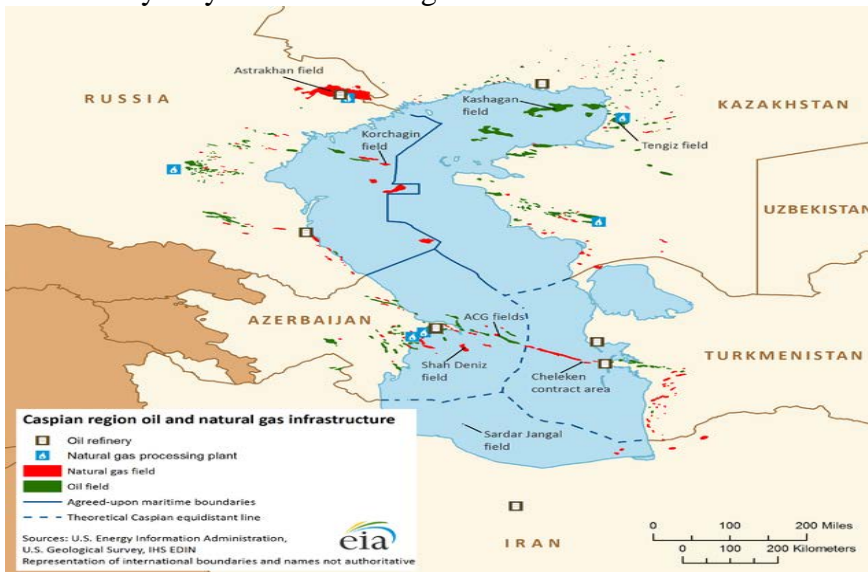 Astrakhan
field
RUSSIA
Kashagan
field
KAZAKHSTAN
Korchagin
field
Tengiz field
UZBEKISTAN
AZERBAIJAN
ACG fields
TURKMENISTAN
Shah Deniz
field
Cheleken
contract area
Sardar Jangal
field
IRAN
Caspian region oil and natural gas infrastructure
Oil refinery
Natural gas processing plant
Natural gas field
Oil field
Agreed-upon maritime boundaries
Theoretical Caspian equidistant line
Sources: U.S. Energy Information Administration,
U.S. Geological Survey, IHS EDIN
Representation of international boundaries and names not authoritative
eia
0 100 200 Miles
0 100 200 Kilometers